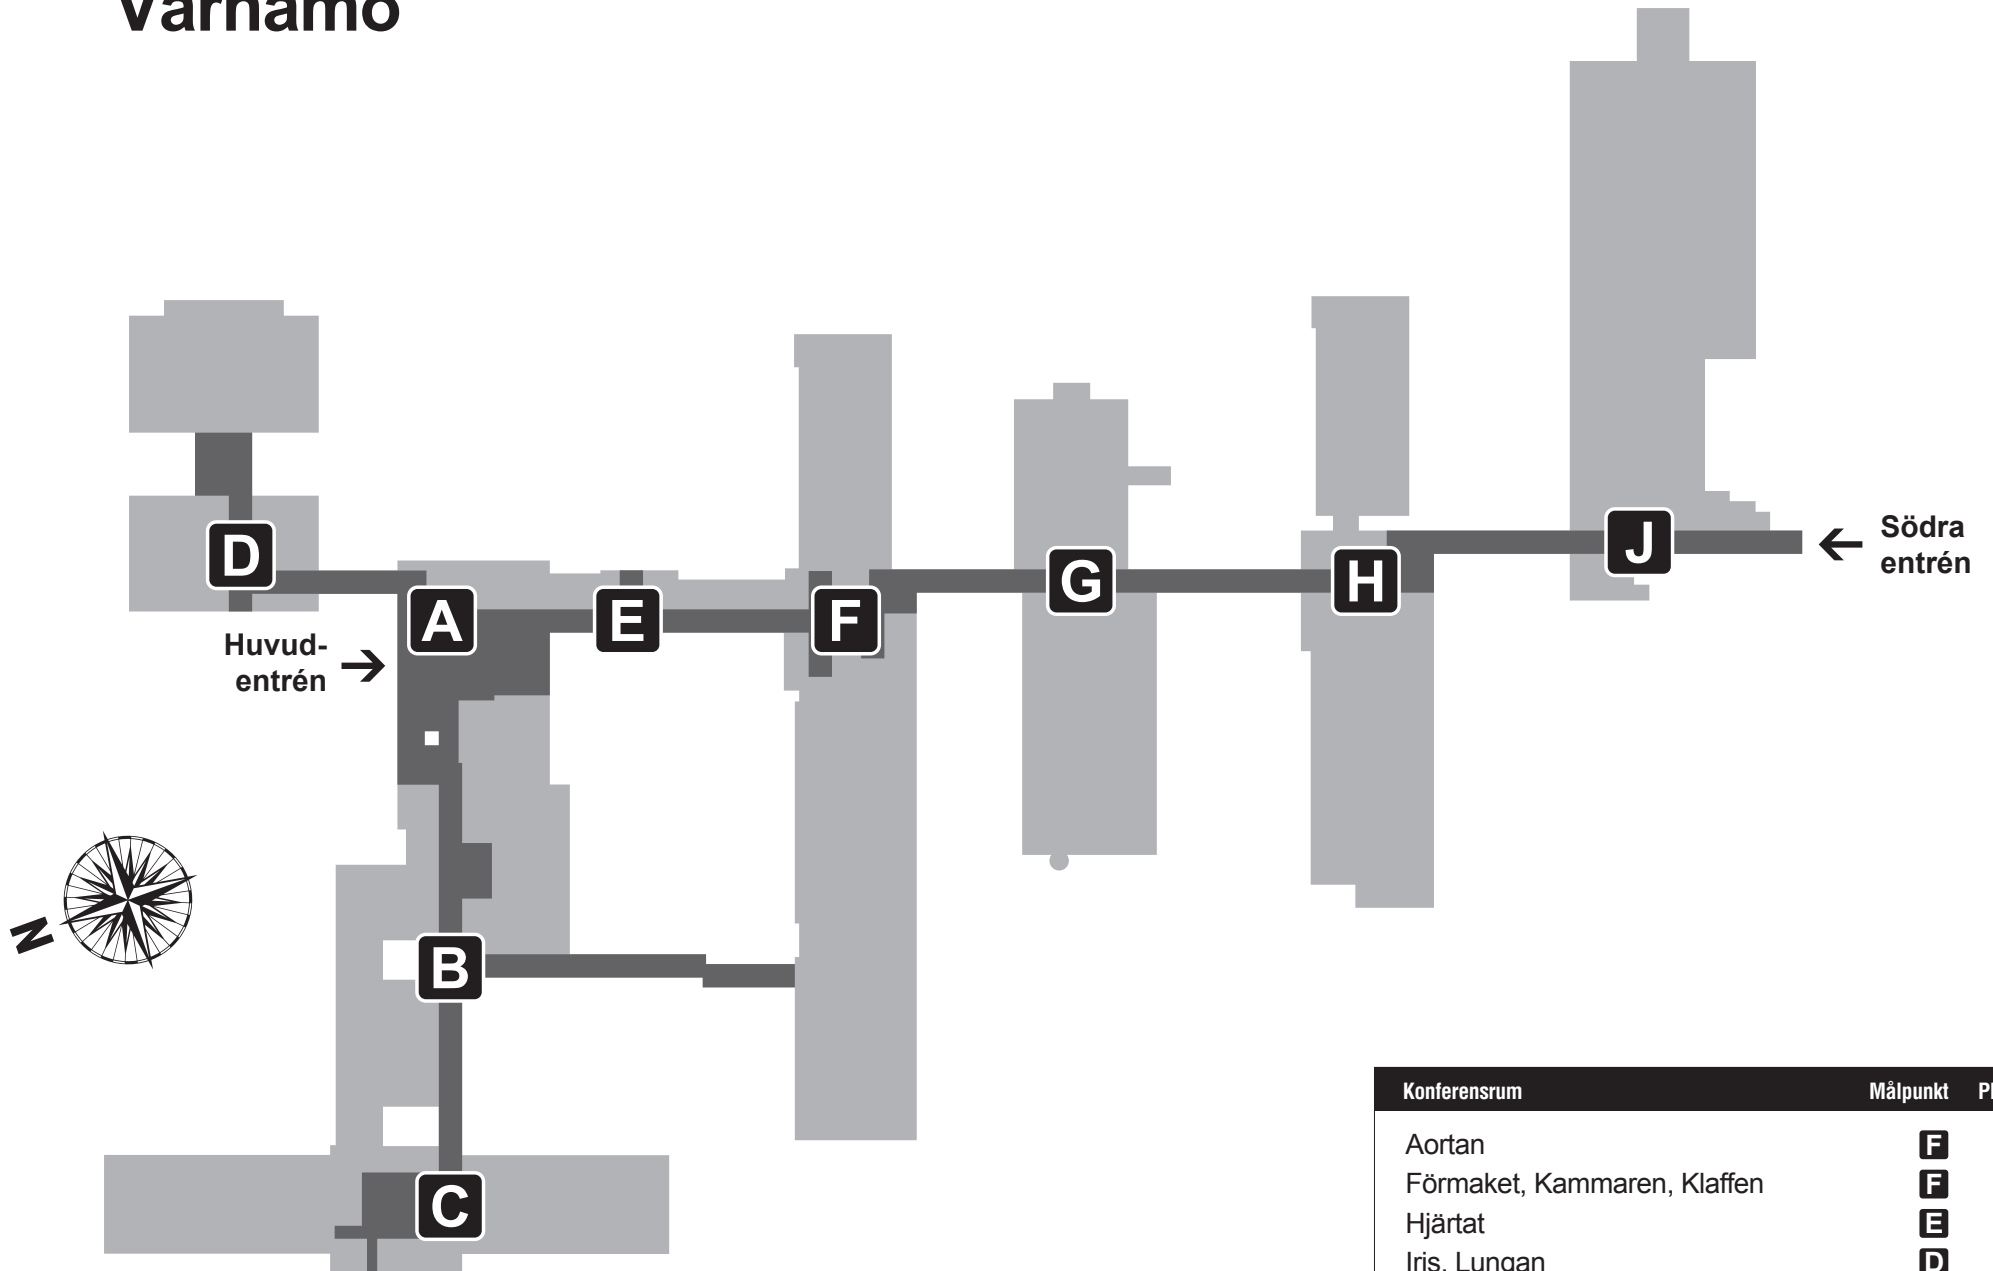 Värnamo
D
A
E
F
G
H
J
Södra
entrén
Huvud-
entrén
N
B
C
Konferensrum Målpunkt
Aortan F
Förmaket, Kammaren, Klaffen F
Hjärtat E
Iris, Lungan D